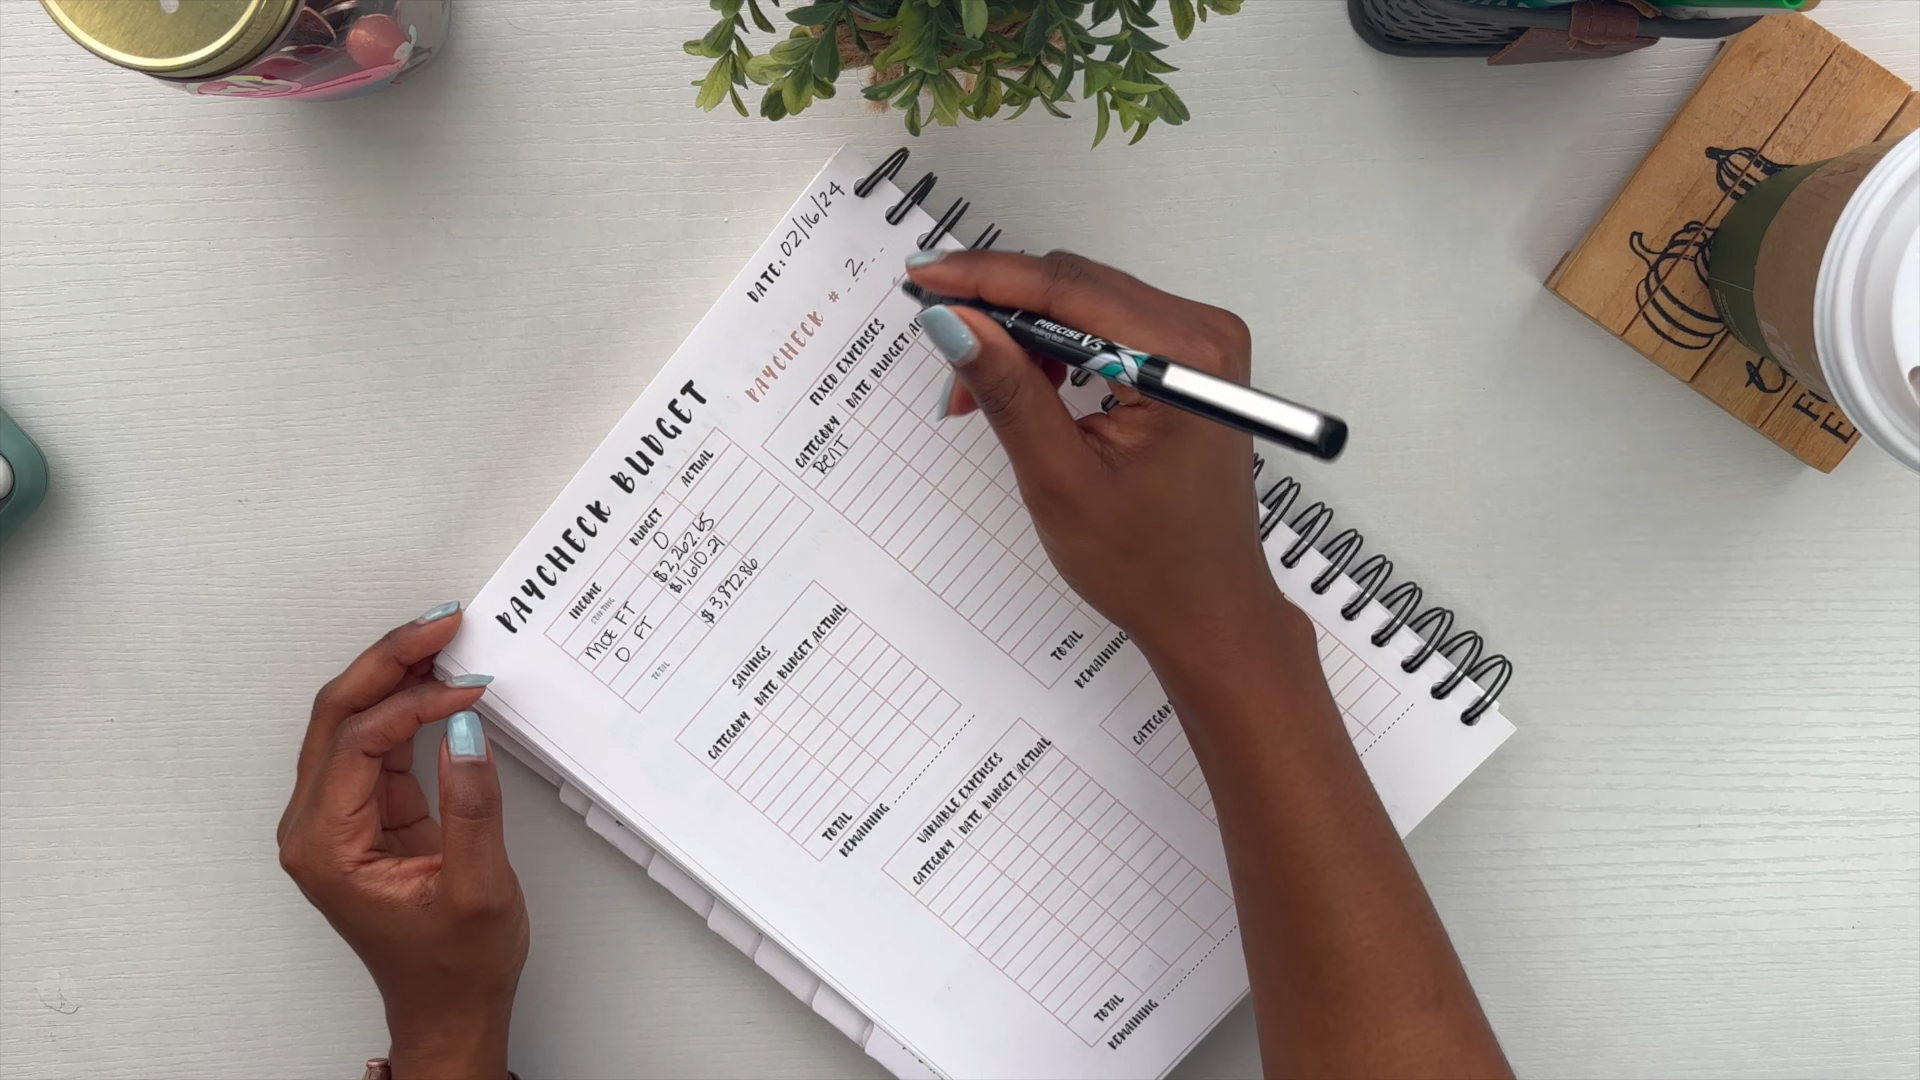 DATE: 02/16/24
PAYCHECK BUDGET
PAYCHECK # 2
INCOME BUDGET ACTUAL
STARTING 0
MOE FT $2,262.65
O FT $1,610.21
TOTAL $3,872.86
FIXED EXPENSES
CATEGORY DATE BUDGET
RENT
TOTAL
REMAINING
SAVINGS
CATEGORY DATE BUDGET ACTUAL
TOTAL
REMAINING
VARIABLE EXPENSES
CATEGORY DATE BUDGET ACTUAL
TOTAL
REMAINING
PRECISE V5